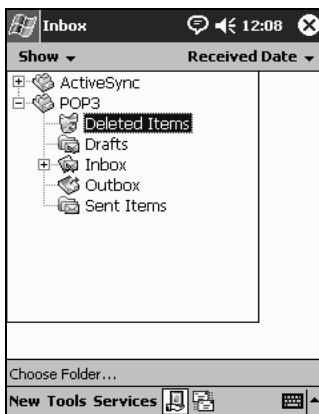 Inbox 12:08
Show Received Date
ActiveSync
POP3
Deleted Items
Drafts
Inbox
Outbox
Sent Items
Choose Folder...
New Tools Services